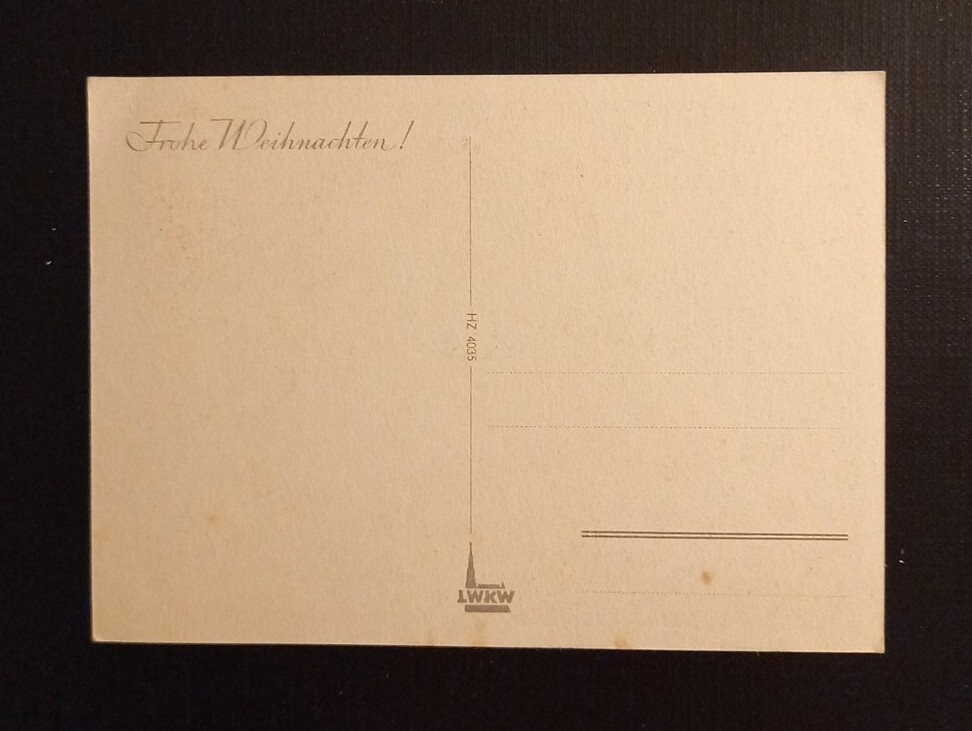 Frohe Weihnachten!
HZ 4035
LWKW